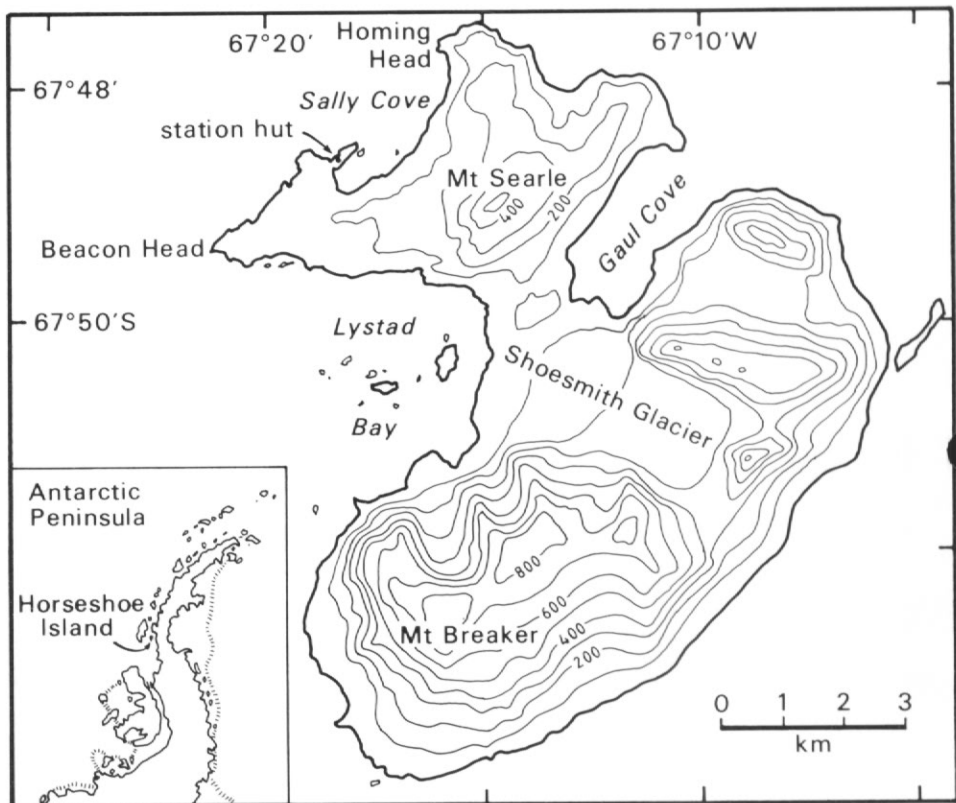 67°20'
Homing
Head
67°10'W
67°48'
Sally Cove
station hut
Mt Searle
400
200
Gaul Cove
Beacon Head
67°50'S
Lystad
Bay
Shoesmith Glacier
Antarctic
Peninsula
Horseshoe
Island
800
600
Mt Breaker
400
200
0 1 2 3
km